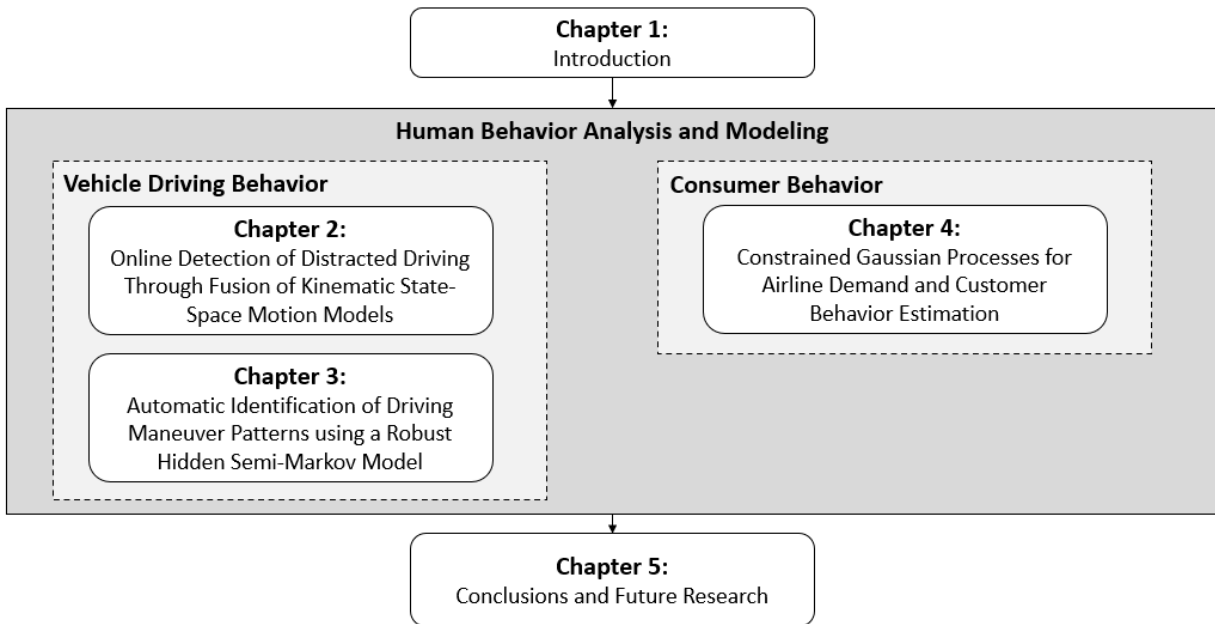 Chapter 1:
Introduction
Human Behavior Analysis and Modeling
Vehicle Driving Behavior
Chapter 2:
Online Detection of Distracted Driving
Through Fusion of Kinematic State-
Space Motion Models
Chapter 3:
Automatic Identification of Driving
Maneuver Patterns using a Robust
Hidden Semi-Markov Model
Consumer Behavior
Chapter 4:
Constrained Gaussian Processes for
Airline Demand and Customer
Behavior Estimation
Chapter 5:
Conclusions and Future Research